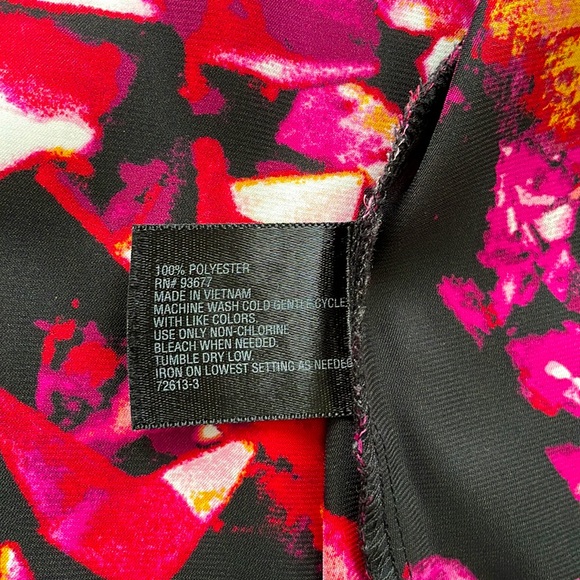 100% POLYESTER
RN# 93677
MADE IN VIETNAM
MACHINE WASH COLD GENTLE CYCLE
WITH LIKE COLORS.
USE ONLY NON-CHLORINE
BLEACH WHEN NEEDED.
TUMBLE DRY LOW.
IRON ON LOWEST SETTING AS NEEDED
72613-3